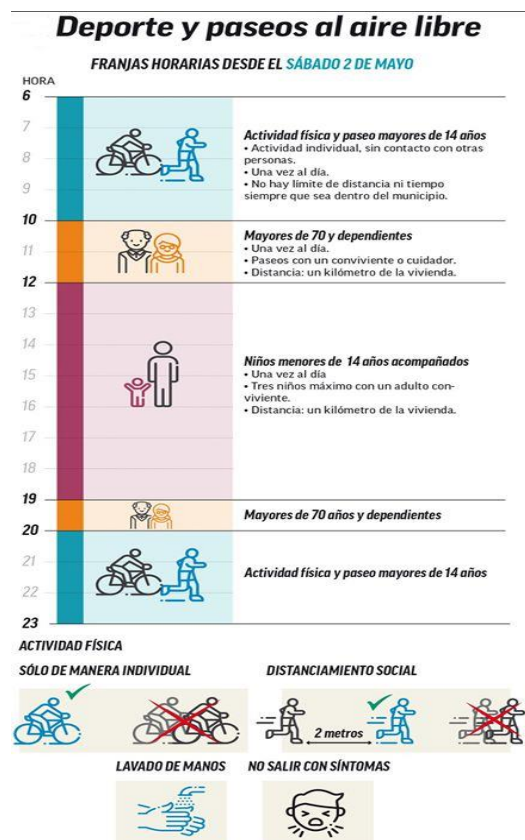 Deporte y paseos al aire libre
FRANJAS HORARIAS DESDE EL SÁBADO 2 DE MAYO
HORA
6
7
8
9
Actividad física y paseo mayores de 14 años
• Actividad individual, sin contacto con otras
personas.
• Una vez al día.
• No hay límite de distancia ni tiempo
siempre que sea dentro del municipio.
10
11
Mayores de 70 y dependientes
• Una vez al día.
• Paseos con un conviviente o cuidador.
• Distancia: un kilómetro de la vivienda.
12
13
14
15
16
17
18
Niños menores de 14 años acompañados
• Una vez al día
• Tres niños máximo con un adulto con-
viviente.
• Distancia: un kilómetro de la vivienda.
19
Mayores de 70 años y dependientes
20
21
22
Actividad física y paseo mayores de 14 años
23
ACTIVIDAD FÍSICA
SÓLO DE MANERA INDIVIDUAL
DISTANCIAMIENTO SOCIAL
2 metros
LAVADO DE MANOS
NO SALIR CON SÍNTOMAS